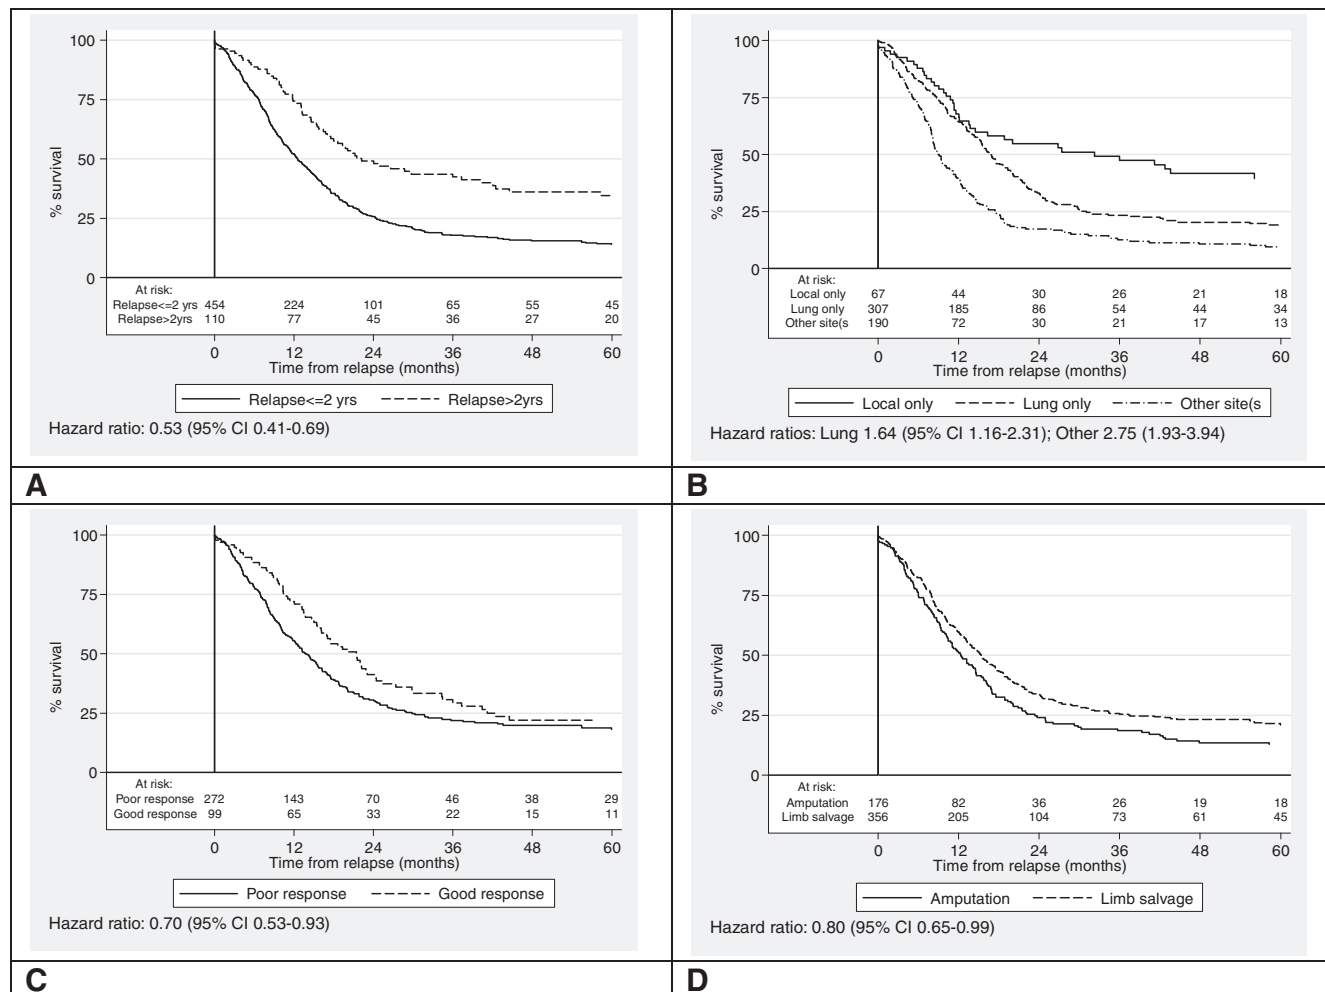 100
75
50
25
0
% survival
At risk:
Relapse<=2 yrs 454 224 101 65 55 45
Relapse>2yrs 110 77 45 36 27 20
0 12 24 36 48 60
Time from relapse (months)
Relapse<=2 yrs Relapse>2yrs
Hazard ratio: 0.53 (95% CI 0.41-0.69)
A
100
75
50
25
0
% survival
At risk:
Local only 67 44 30 26 21 18
Lung only 307 185 86 54 44 34
Other site(s 190 72 30 21 17 13
0 12 24 36 48 60
Time from relapse (months)
Local only Lung only Other site(s
Hazard ratios: Lung 1.64 (95% CI 1.16-2.31); Other 2.75 (1.93-3.94)
B
100
75
50
25
0
% survival
At risk:
Poor response 272 143 70 46 38 29
Good response 99 65 33 22 15 11
0 12 24 36 48 60
Time from relapse (months)
Poor response Good response
Hazard ratio: 0.70 (95% CI 0.53-0.93)
C
100
75
50
25
0
% survival
At risk:
Amputation 176 82 36 26 19 18
Limb salvage 356 205 104 73 61 45
0 12 24 36 48 60
Time from relapse (months)
Amputation Limb salvage
Hazard ratio: 0.80 (95% CI 0.65-0.99)
D